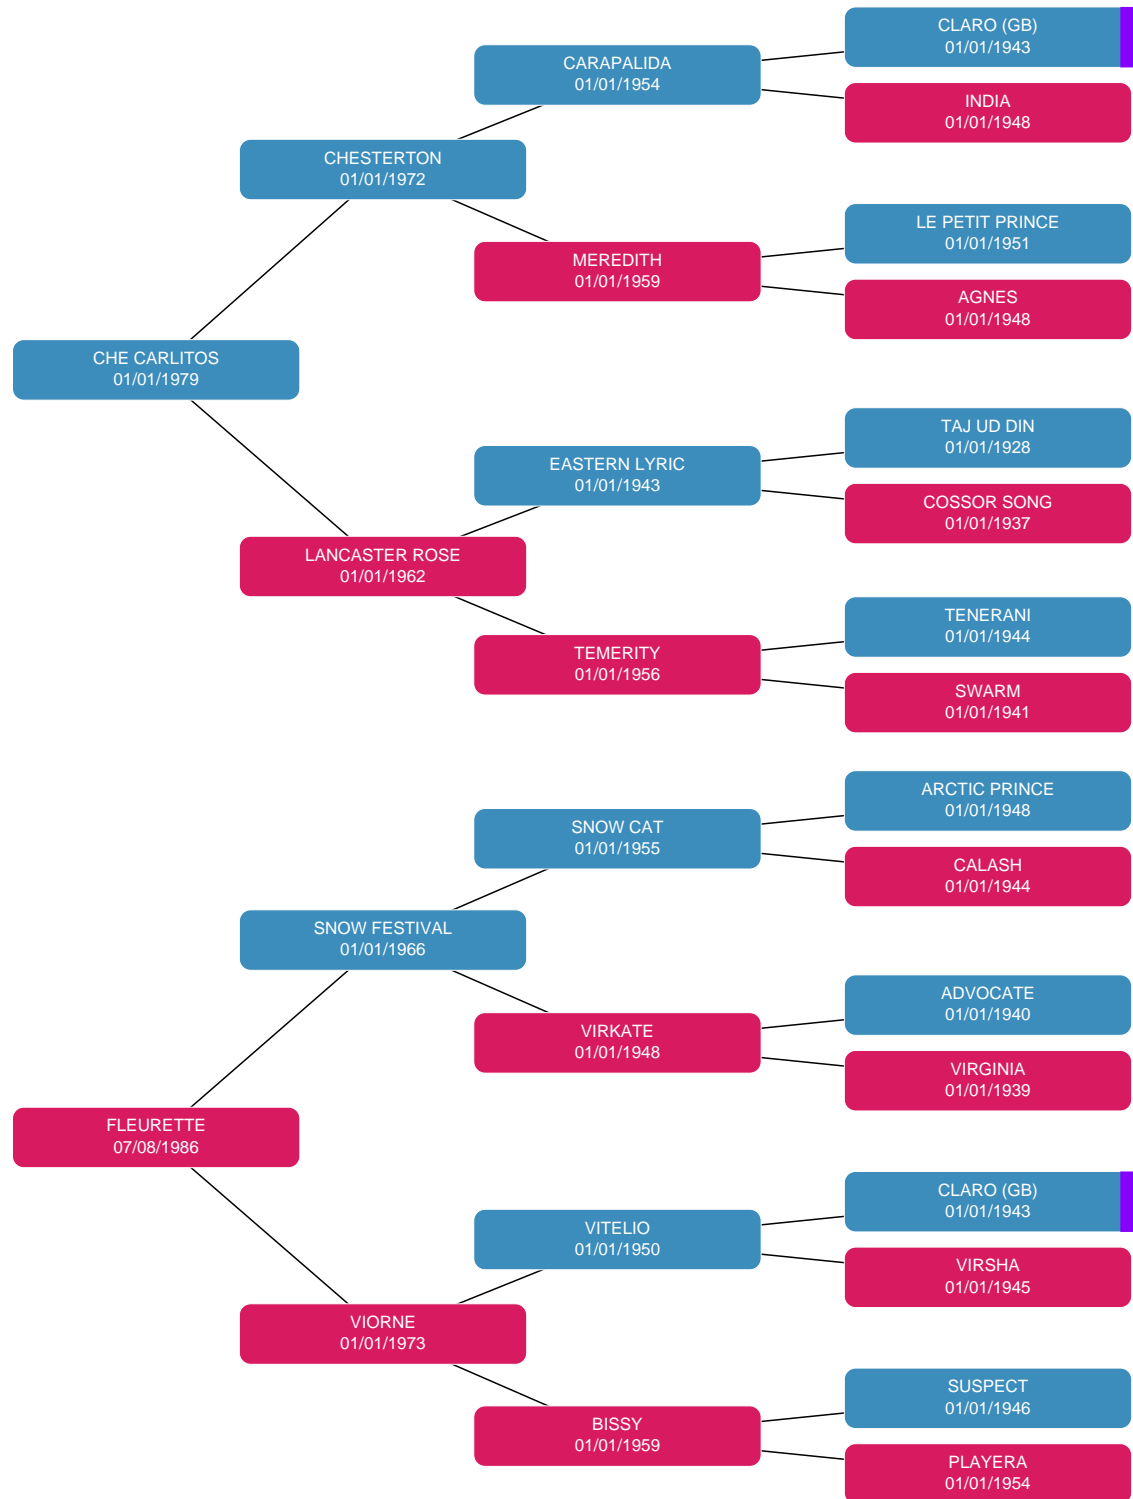 CLARO (GB)
01/01/1943
CARAPALIDA
01/01/1954
INDIA
01/01/1948
CHESTERTON
01/01/1972
LE PETIT PRINCE
01/01/1951
MEREDITH
01/01/1959
AGNES
01/01/1948
CHE CARLITOS
01/01/1979
TAJ UD DIN
01/01/1928
EASTERN LYRIC
01/01/1943
COSSOR SONG
01/01/1937
LANCASTER ROSE
01/01/1962
TENERANI
01/01/1944
TEMERITY
01/01/1956
SWARM
01/01/1941
ARCTIC PRINCE
01/01/1948
SNOW CAT
01/01/1955
CALASH
01/01/1944
SNOW FESTIVAL
01/01/1966
ADVOCATE
01/01/1940
VIRKATE
01/01/1948
VIRGINIA
01/01/1939
FLEURETTE
07/08/1986
CLARO (GB)
01/01/1943
VITELIO
01/01/1950
VIRSHA
01/01/1945
VIORNE
01/01/1973
SUSPECT
01/01/1946
BISSY
01/01/1959
PLAYERA
01/01/1954